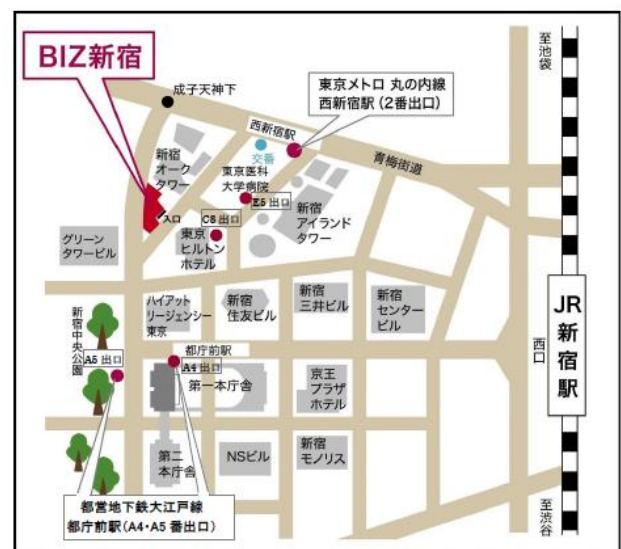 BIZ新宿
至池袋
成子天神下
東京メトロ 丸の内線
西新宿駅(2番出口)
西新宿駅
交番
青梅街道
新宿
オーク
タワー
東京医科
大学病院
E5 出口
入口
C8 出口
新宿
アイランド
タワー
グリーン
タワービル
東京
ヒルトン
ホテル
ハイアット
リージェンシー
東京
新宿
住友ビル
新宿
三井ビル
新宿
センター
ビル
JR新宿駅
西口
新宿中央公園
A5 出口
都庁前駅
A4 出口
第一本庁舎
京王
プラザ
ホテル
第二
本庁舎
NSビル
新宿
モノリス
都営地下鉄大江戸線
都庁前駅(A4・A5 番出口)
至渋谷